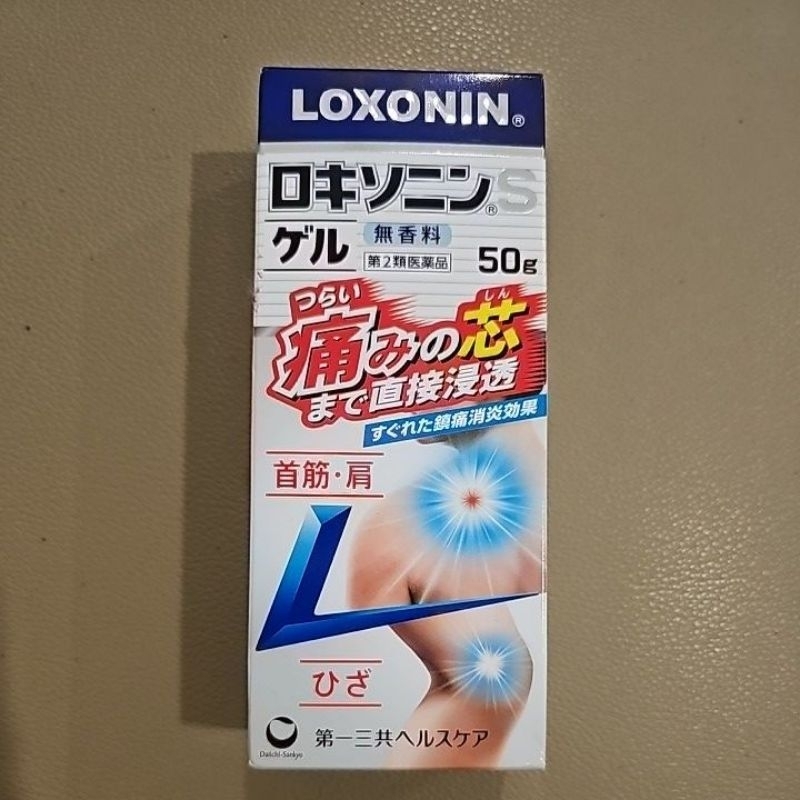 LOXONIN®
ロキソニン®S
ゲル 無香料
第2類医薬品 50g
つらい
痛みの芯
しん
まで直接浸透
すぐれた鎮痛消炎効果
首筋・肩
ひざ
Daiichi-Sankyo
第一三共ヘルスケア